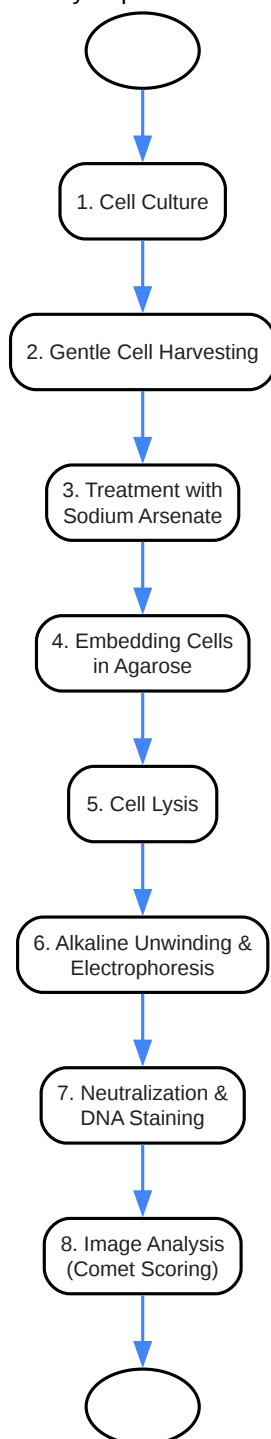 1. Cell Culture
2. Gentle Cell Harvesting
3. Treatment with
Sodium Arsenate
4. Embedding Cells
in Agarose
5. Cell Lysis
6. Alkaline Unwinding &
Electrophoresis
7. Neutralization &
DNA Staining
8. Image Analysis
(Comet Scoring)